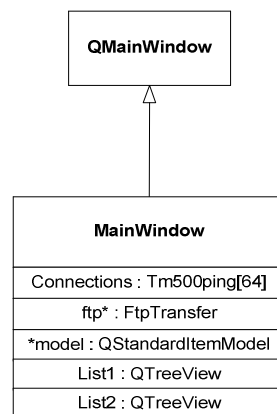 QMainWindow
MainWindow
Connections : Tm500ping[64]
ftp* : FtpTransfer
*model : QStandardItemModel
List1 : QTreeView
List2 : QTreeView